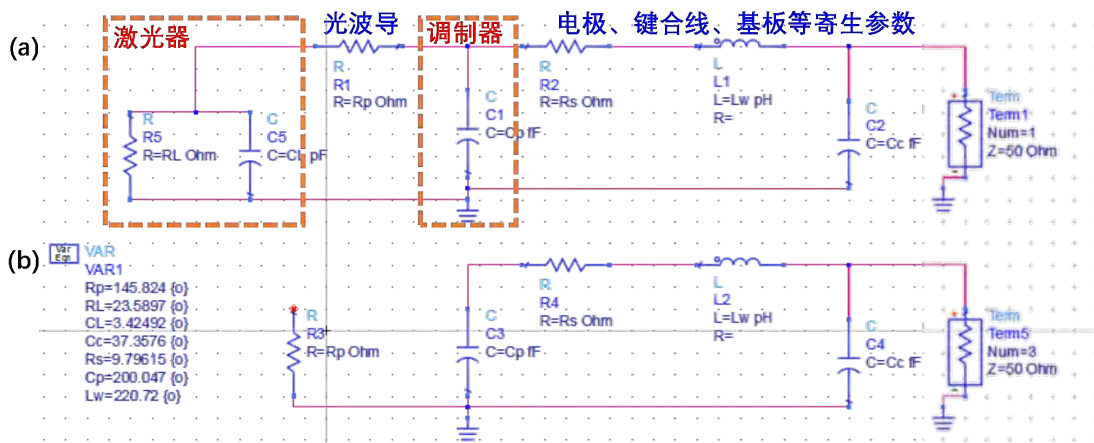 光波导
电极、键合线、基板等寄生参数
(a)
激光器
调制器
R
R1
R=Rp Ohm
R
R2
R=Rs Ohm
L
L1
L=Lw pH
R=
R
R5
R=RL Ohm
C
C5
C=CL pF
C
C1
C=Cp fF
C
C2
C=Cc fF
Term
Term1
Num=1
Z=50 Ohm
(b)
Var
Eqn
VAR
VAR1
Rp=145.824 {o}
RL=23.5897 {o}
CL=3.42492 {o}
Cc=37.3576 {o}
Rs=9.79615 {o}
Cp=200.047 {o}
Lw=220.72 {o}
R
R3
R=Rp Ohm
C
C3
C=Cp fF
R
R4
R=Rs Ohm
L
L2
L=Lw pH
R=
C
C4
C=Cc fF
Term
Term5
Num=3
Z=50 Ohm